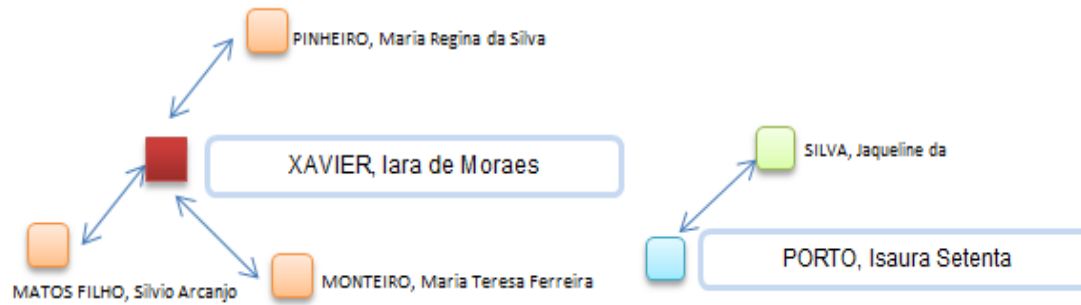 PINHEIRO, Maria Regina da Silva
XAVIER, Iara de Moraes
SILVA, Jaqueline da
PORTO, Isaura Setenta
MONTEIRO, Maria Teresa Ferreira
MATOS FILHO, Silvio Arcanjo